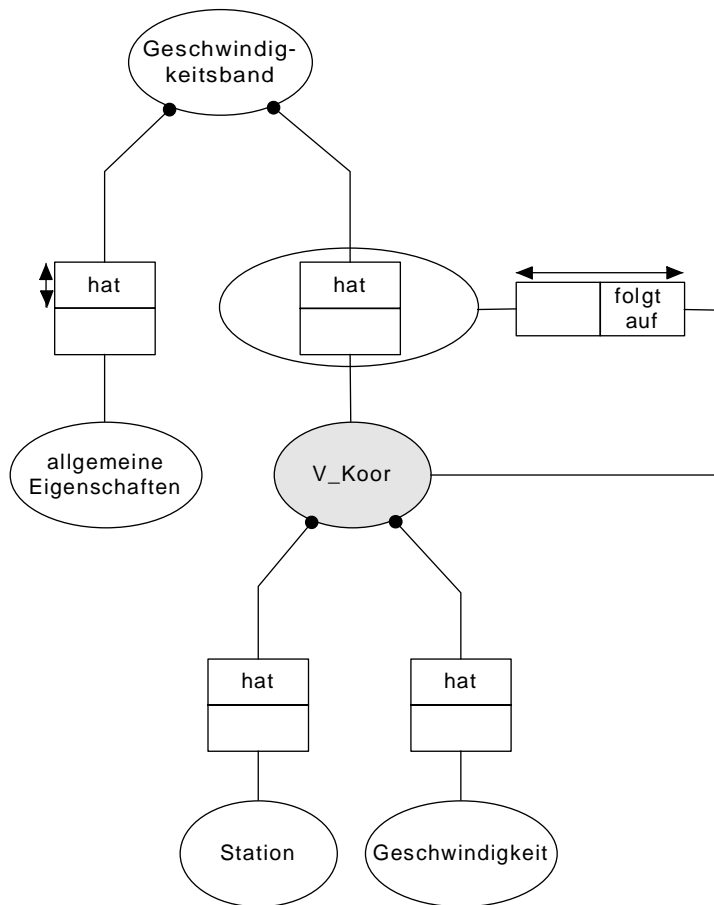 Geschwindig-
keitsband
hat
hat
folgt
auf
allgemeine
Eigenschaften
V_Koor
hat
hat
Station
Geschwindigkeit